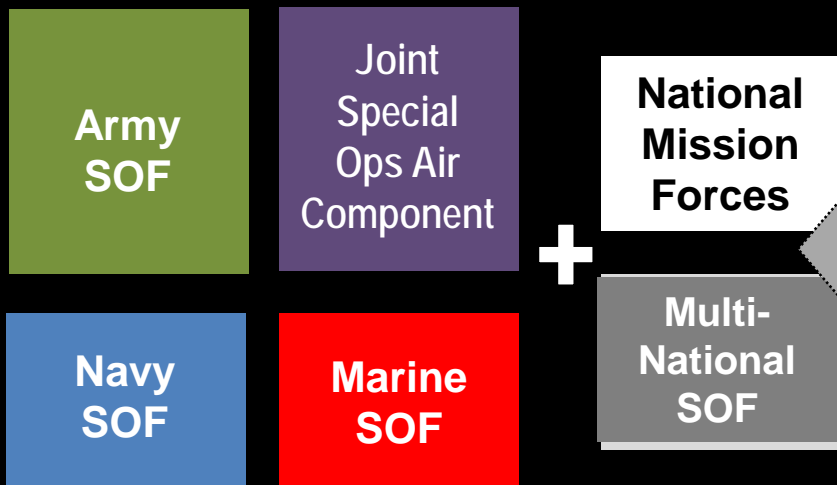 Army
SOF
Joint
Special
Ops Air
Component
+
National
Mission
Forces
Navy
SOF
Marine
SOF
Multi-
National
SOF